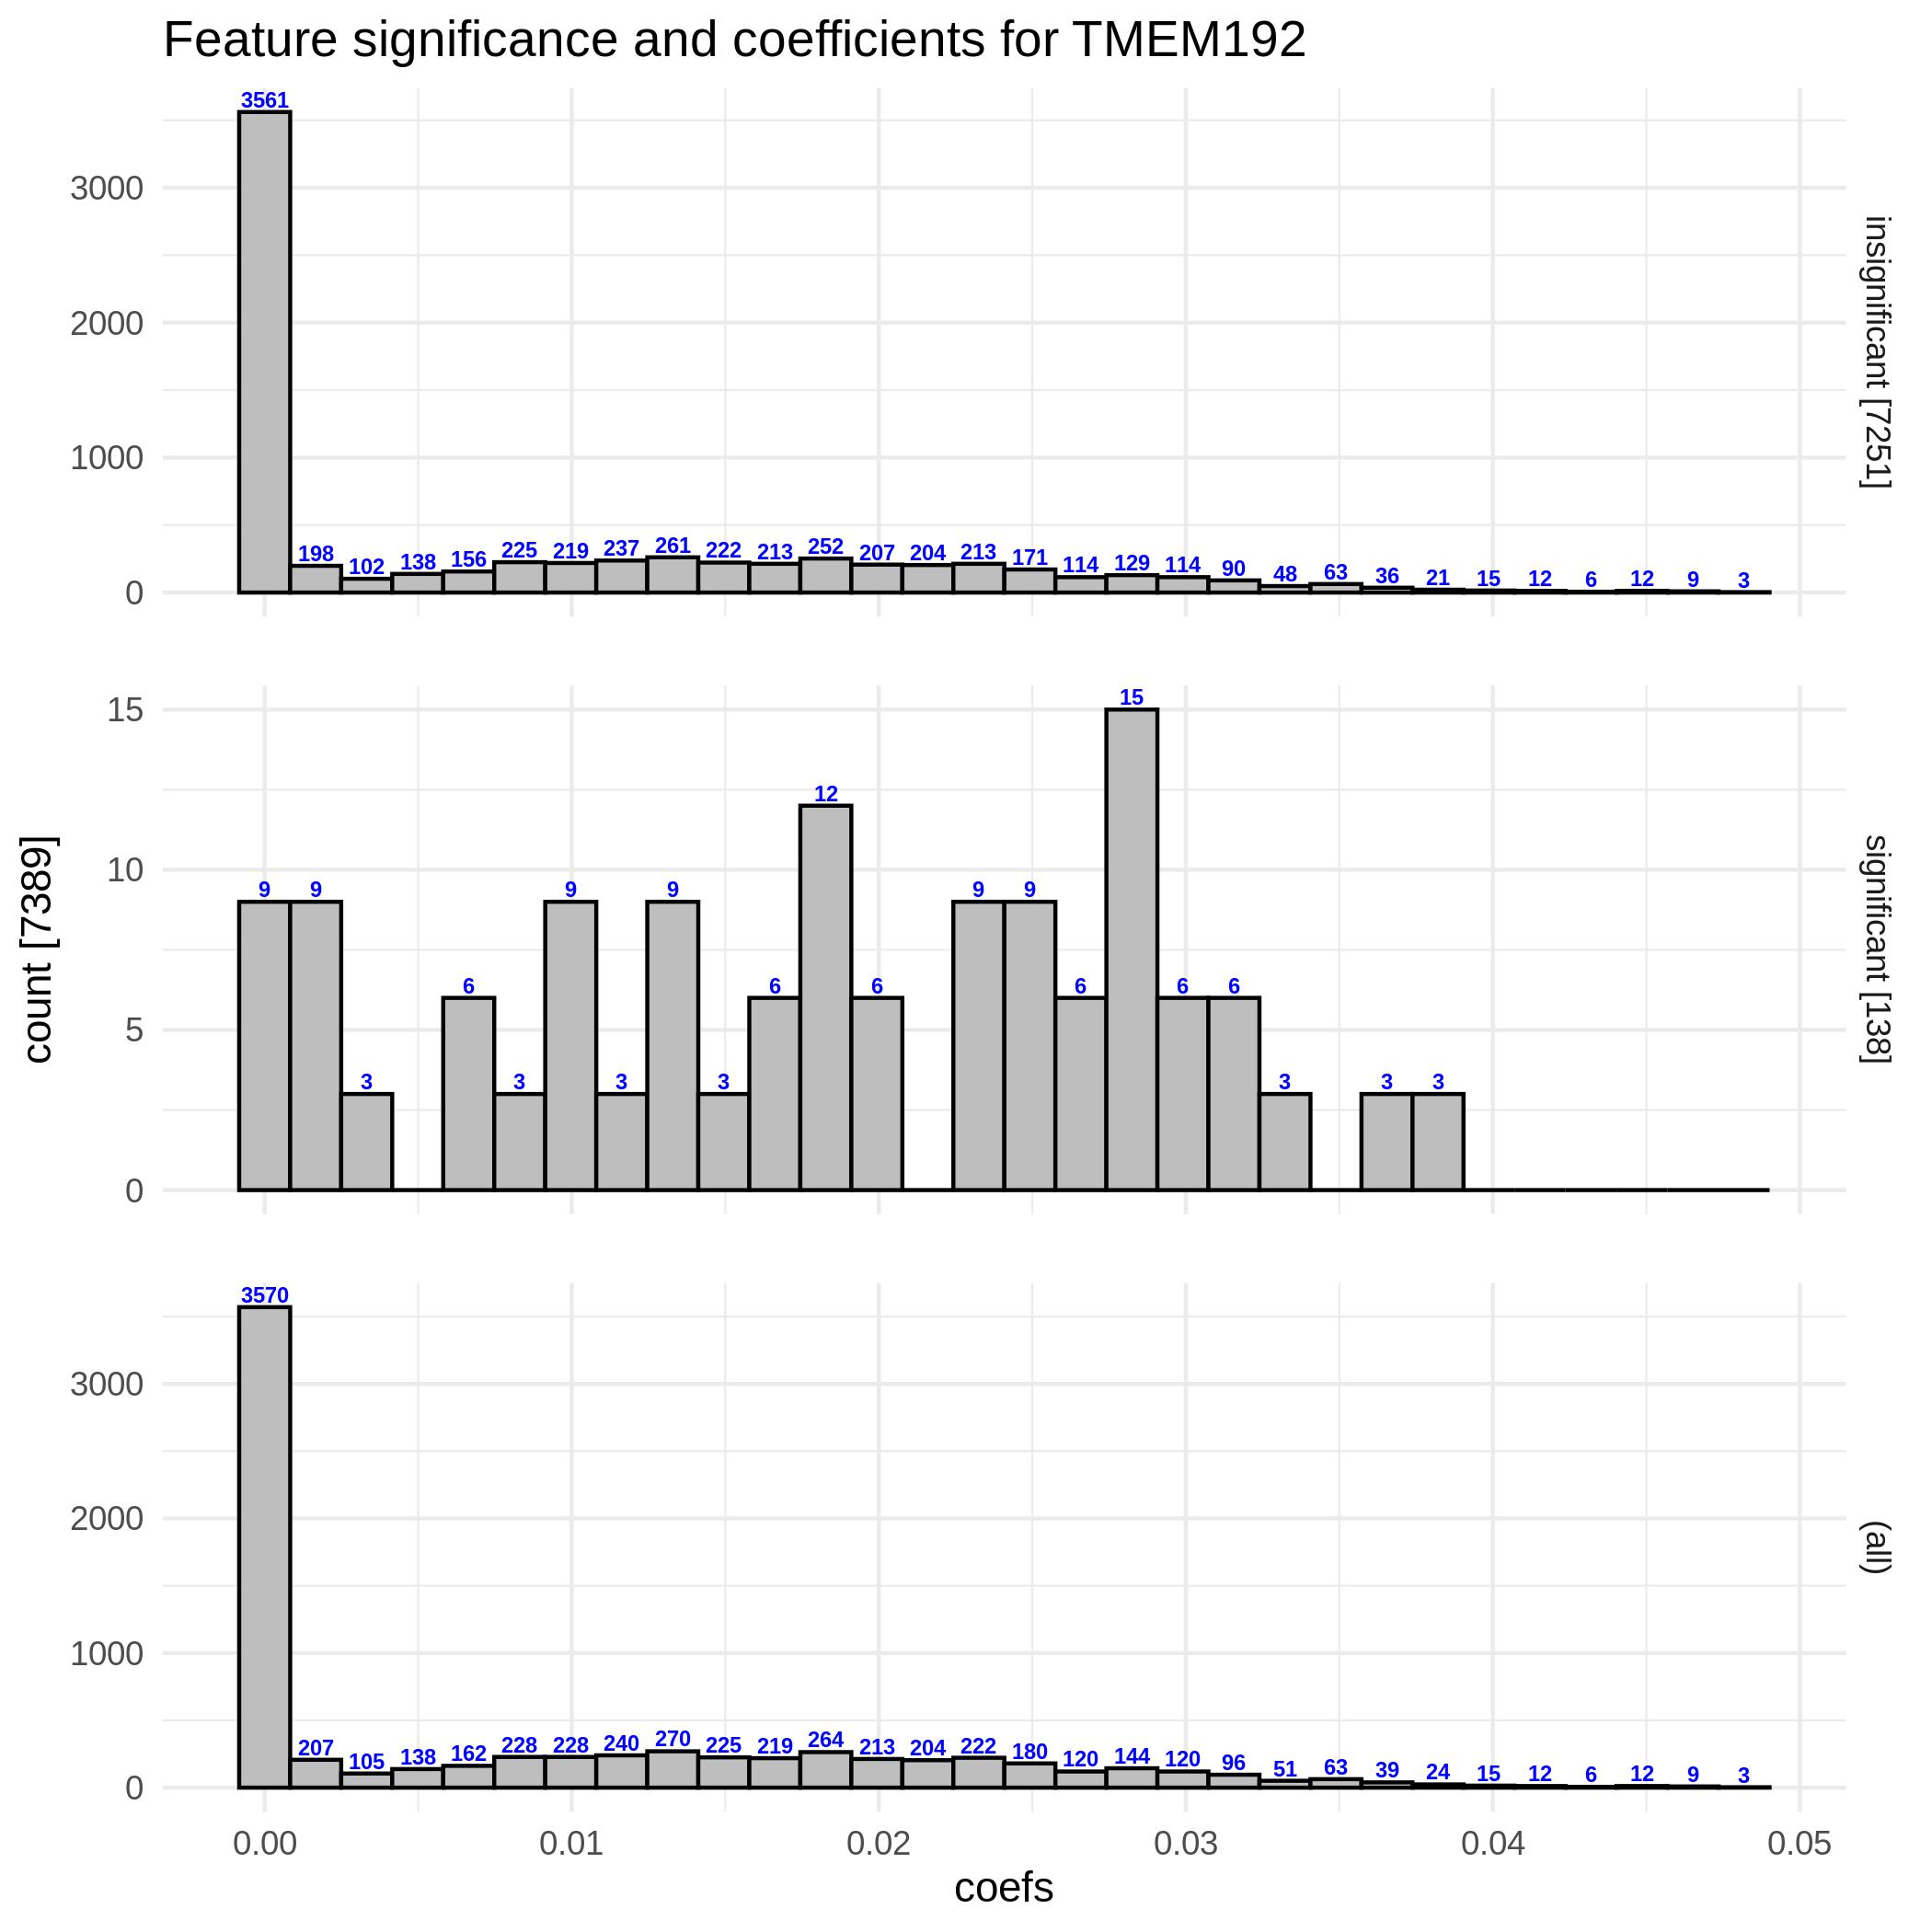 Feature significance and coefficients for TMEM192
3561
3000
2000
1000
0
198 102 138 156 225 219 237 261 222 213 252 207 204 213 171 114 129 114 90 48 63 36 21 15 12 6 12 9 3
insignificant [7251]
count [7389]
15
10
5
0
9 9 3 6 3 9 3 9 3 6 12 6 9 9 6 15 6 6 3 3 3
significant [138]
3570
3000
2000
1000
0
207 105 138 162 228 228 240 270 225 219 264 213 204 222 180 120 144 120 96 51 63 39 24 15 12 6 12 9 3
(all)
0.00 0.01 0.02 0.03 0.04 0.05
coefs